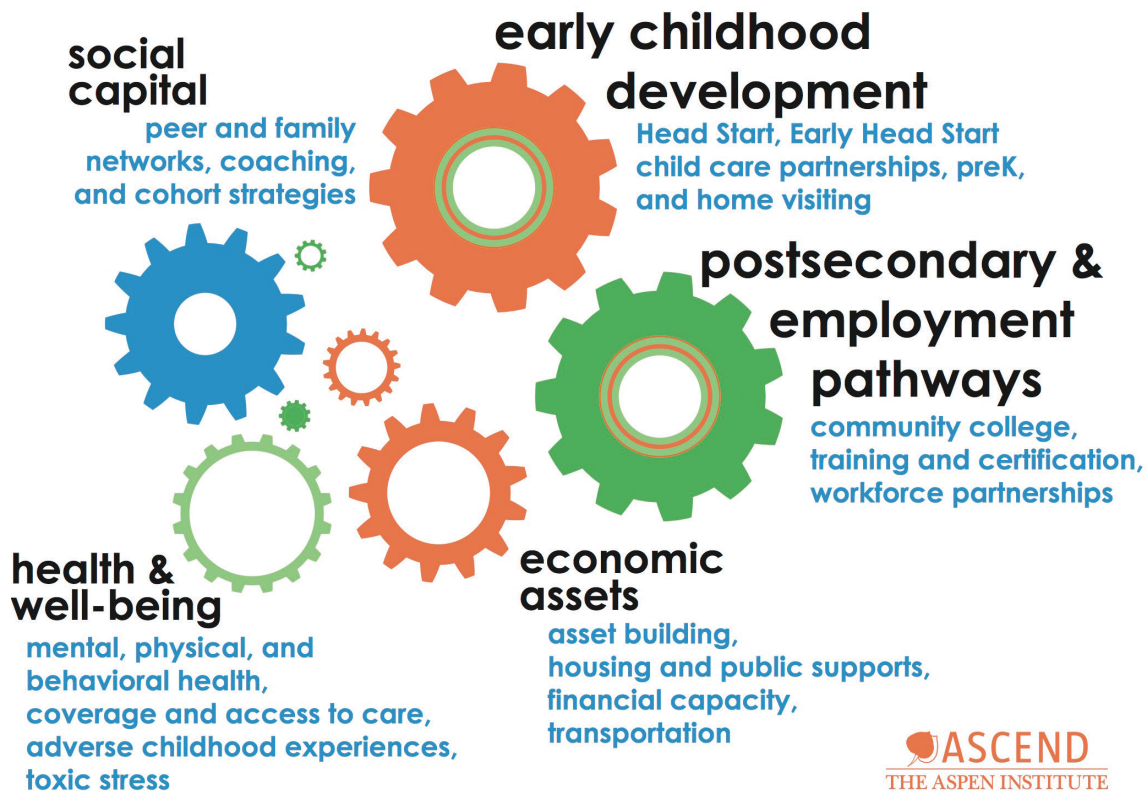 social
capital
peer and family
networks, coaching,
and cohort strategies
early childhood
development
Head Start, Early Head Start
child care partnerships, preK,
and home visiting
postsecondary &
employment
pathways
community college,
training and certification,
workforce partnerships
economic
assets
asset building,
housing and public supports,
financial capacity,
transportation
health &
well-being
mental, physical, and
behavioral health,
coverage and access to care,
adverse childhood experiences,
toxic stress
ASCEND
THE ASPEN INSTITUTE